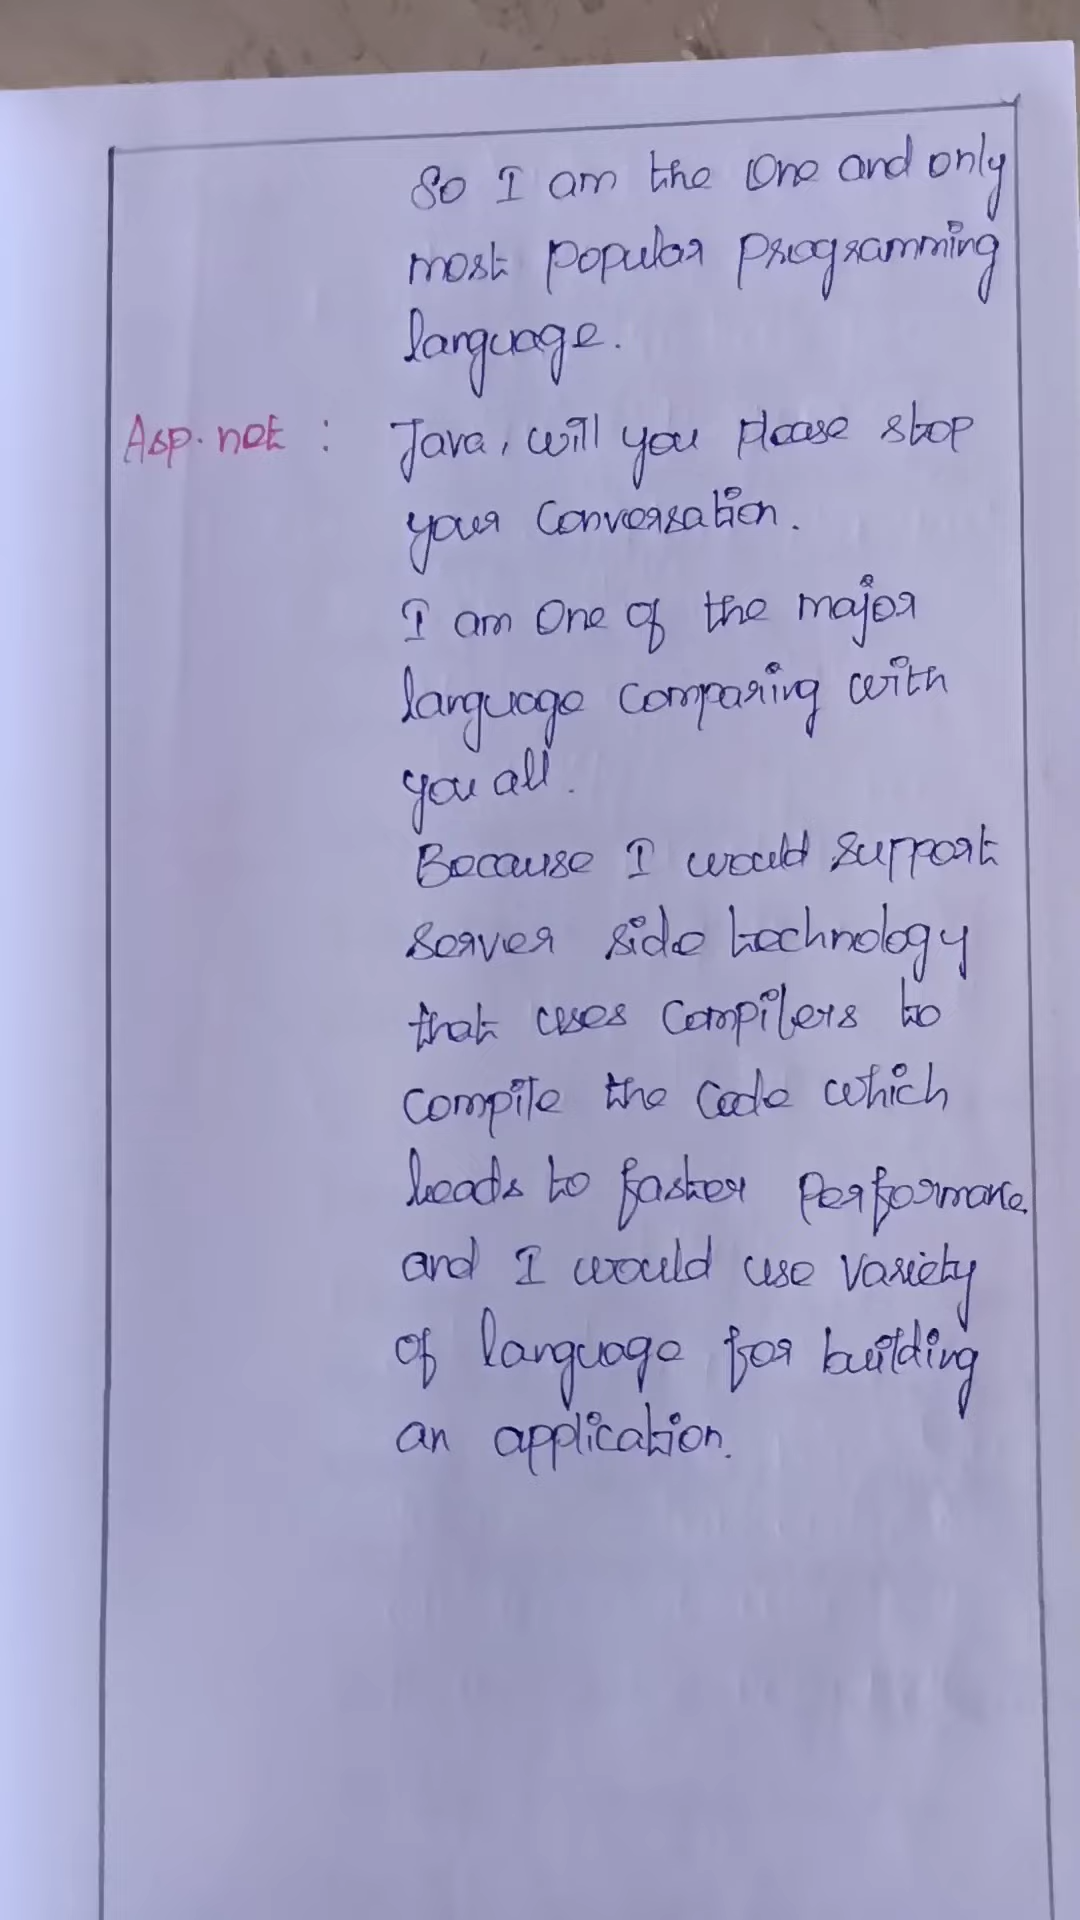 So I am the One and only
most popular programming
language.
Asp.net : Java, will you please stop
your Conversation.
I am One of the major
language comparing with
you all.
Because I would support
server side technology
that uses compilers to
compile the Code which
leads to faster performance
and I would use variety
of language for building
an application.